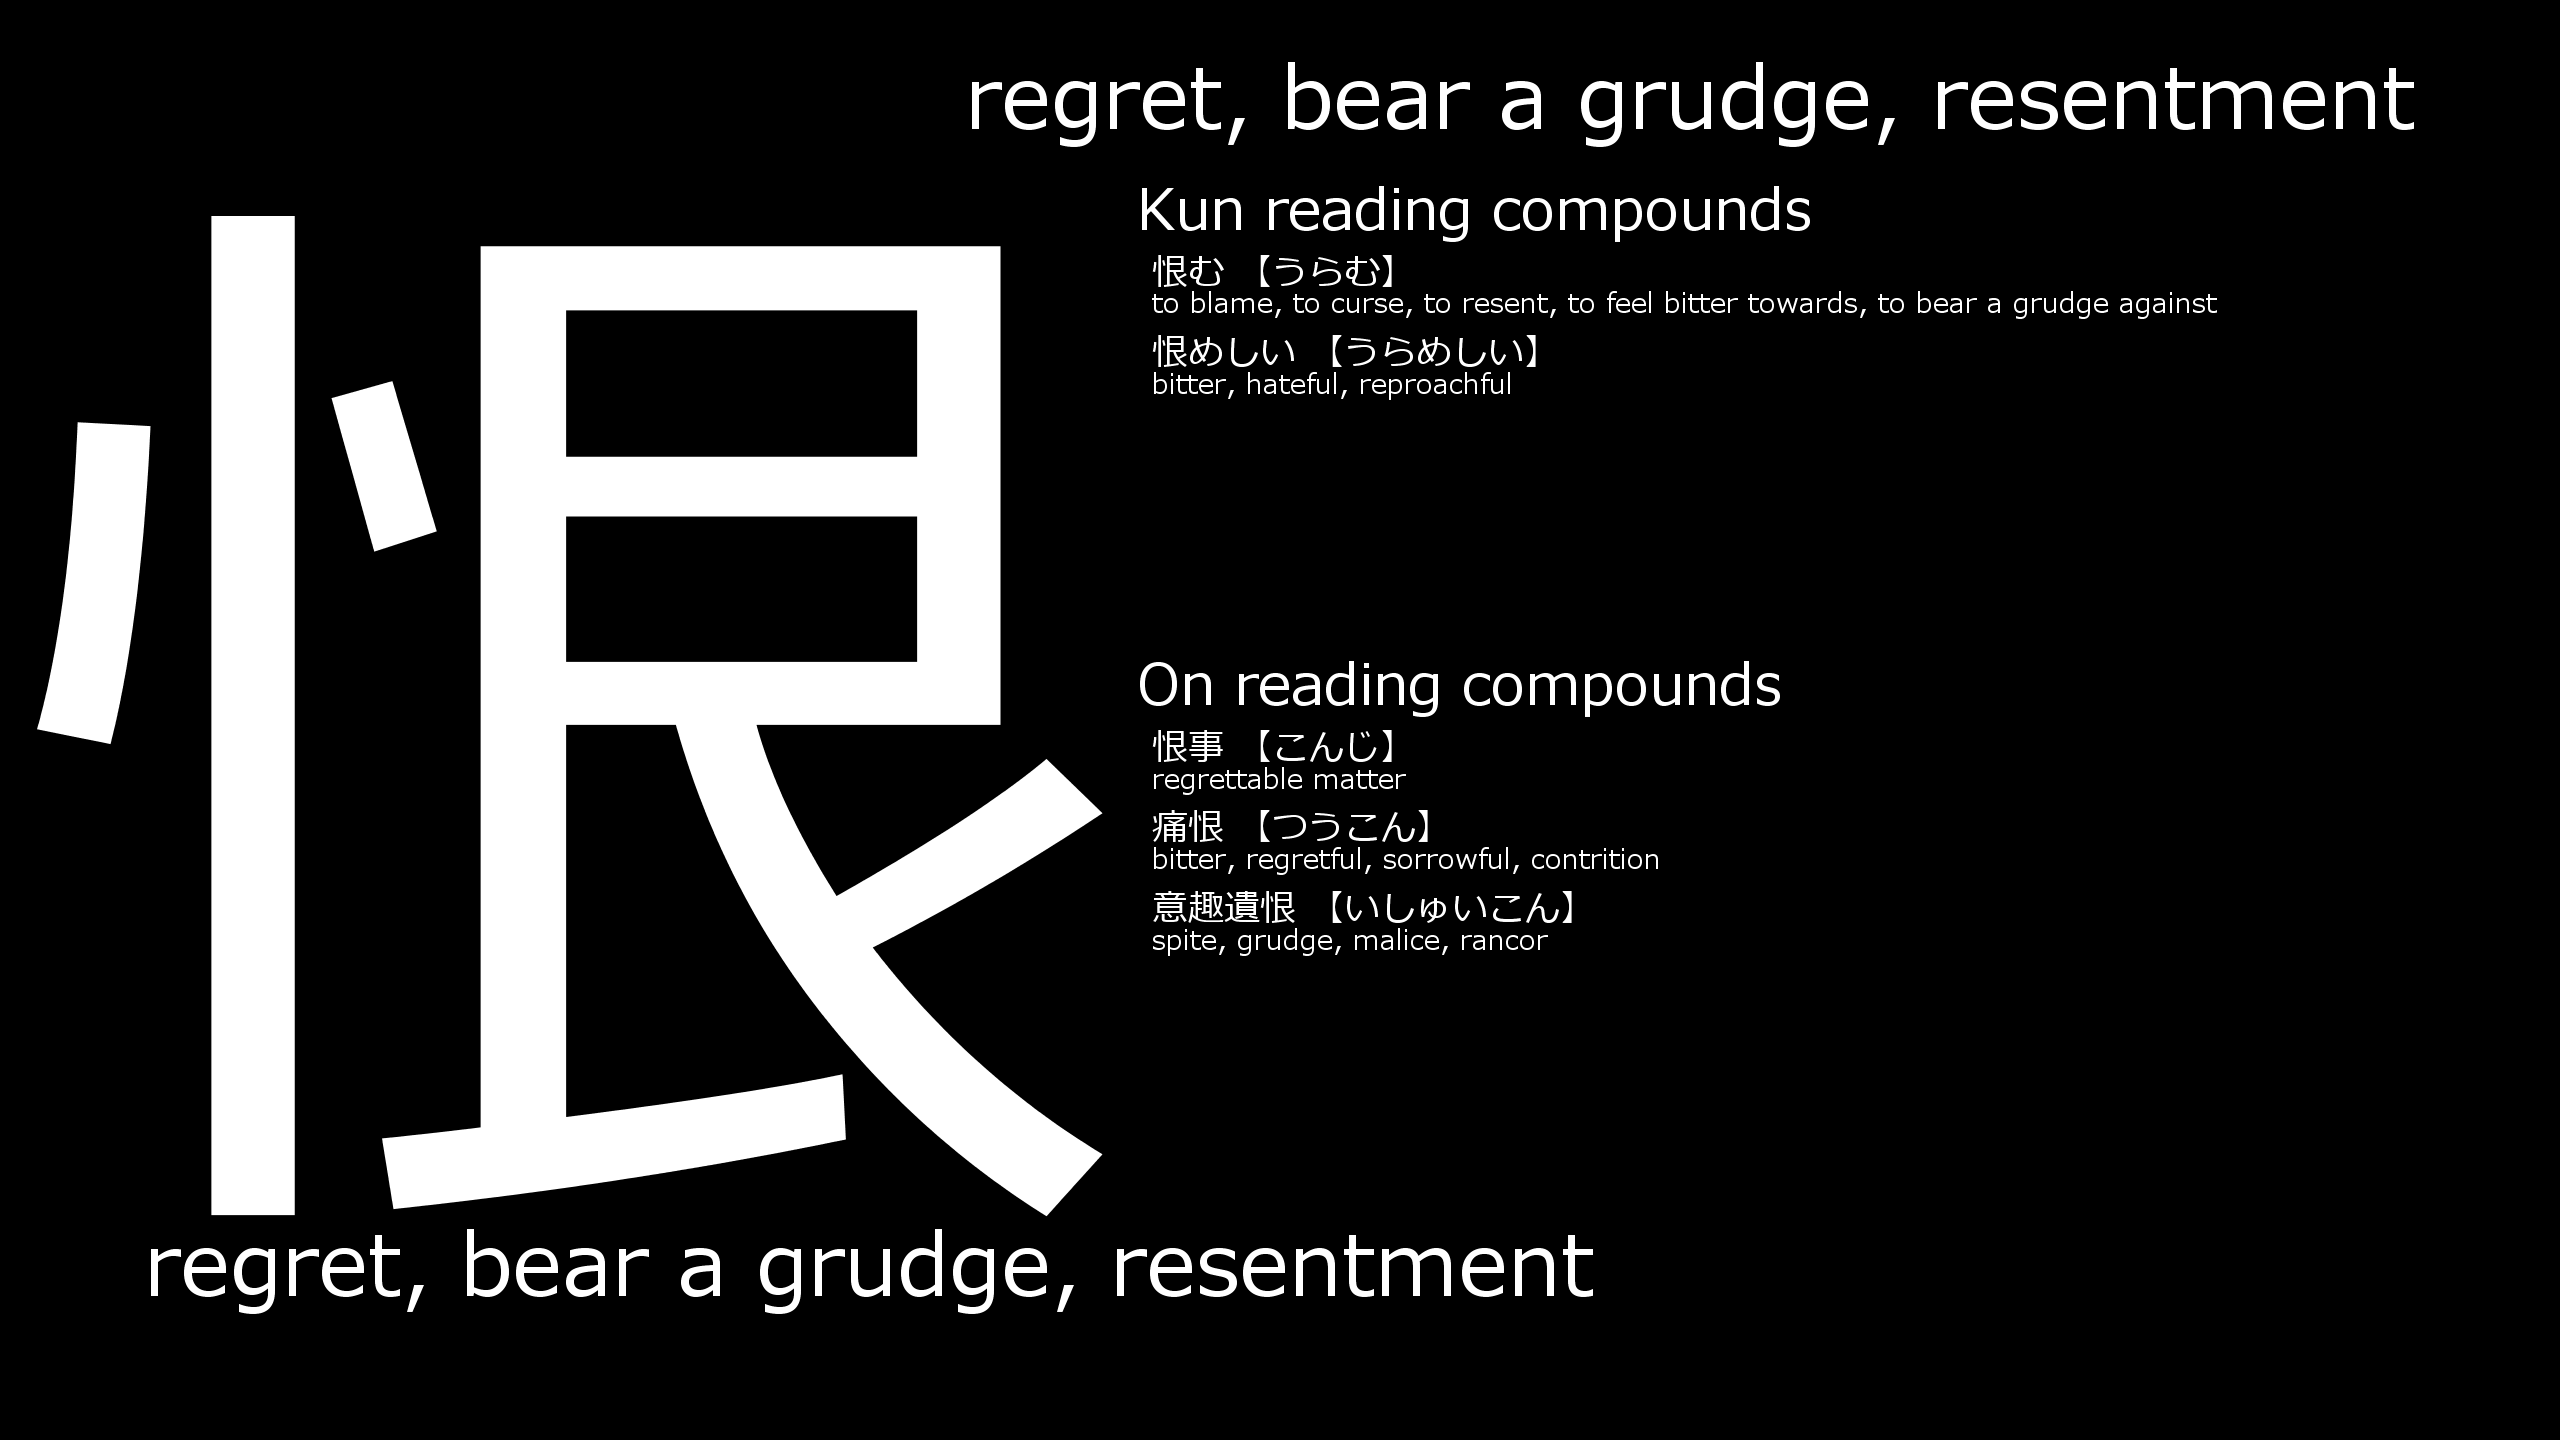 regret, bear a grudge, resentment
恨
Kun reading compounds
恨む 【うらむ】
to blame, to curse, to resent, to feel bitter towards, to bear a grudge against
恨めしい 【うらめしい】
bitter, hateful, reproachful
On reading compounds
恨事 【こんじ】
regrettable matter
痛恨 【つうこん】
bitter, regretful, sorrowful, contrition
意趣遺恨 【いしゅいこん】
spite, grudge, malice, rancor
regret, bear a grudge, resentment